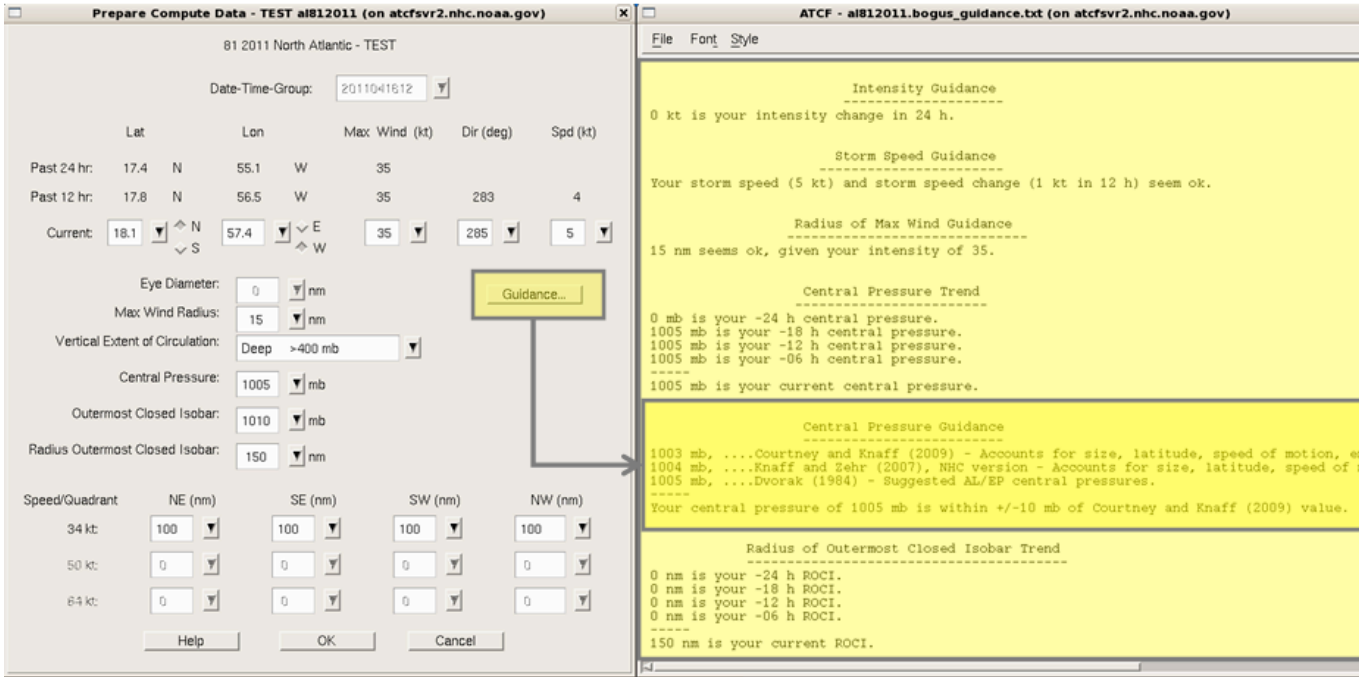 Prepare Compute Data - TEST al812011 (on atcfsvr2.nhc.noaa.gov)
81 2011 North Atlantic - TEST
Date-Time-Group: 2011041612
Lat Lon Max Wind (kt) Dir (deg) Spd (kt)
Past 24 hr: 17.4 N 55.1 W 35
Past 12 hr: 17.8 N 56.5 W 35 283 4
Current: 18.1 N S 57.4 E W 35 285 5
Eye Diameter: 0 nm
Guidance...
Max Wind Radius: 15 nm
Vertical Extent of Circulation: Deep >400 mb
Central Pressure: 1005 mb
Outermost Closed Isobar: 1010 mb
Radius Outermost Closed Isobar: 150 nm
Speed/Quadrant NE (nm) SE (nm) SW (nm) NW (nm)
34 kt: 100 100 100 100
50 kt: 0 0 0 0
64 kt: 0 0 0 0
Help OK Cancel
ATCF - al812011.bogus_guidance.txt (on atcfsvr2.nhc.noaa.gov)
File Font Style
Intensity Guidance
--------------------
0 kt is your intensity change in 24 h.
Storm Speed Guidance
----------------------
Your storm speed (5 kt) and storm speed change (1 kt in 12 h) seem ok.
Radius of Max Wind Guidance
-----------------------------
15 nm seems ok, given your intensity of 35.
Central Pressure Trend
------------------------
0 mb is your -24 h central pressure.
1005 mb is your -18 h central pressure.
1005 mb is your -12 h central pressure.
1005 mb is your -06 h central pressure.
-----
1005 mb is your current central pressure.
Central Pressure Guidance
-------------------------
1003 mb, ....Courtney and Knaff (2009) - Accounts for size, latitude, speed of motion,
1004 mb, ....Knaff and Zehr (2007), NHC version - Accounts for size, latitude, speed of
1005 mb, ....Dvorak (1984) - Suggested AL/EP central pressures.
-----
Your central pressure of 1005 mb is within +/-10 mb of Courtney and Knaff (2009) value.
Radius of Outermost Closed Isobar Trend
---------------------------------------
0 nm is your -24 h ROCI.
0 nm is your -18 h ROCI.
0 nm is your -12 h ROCI.
0 nm is your -06 h ROCI.
-----
150 nm is your current ROCI.